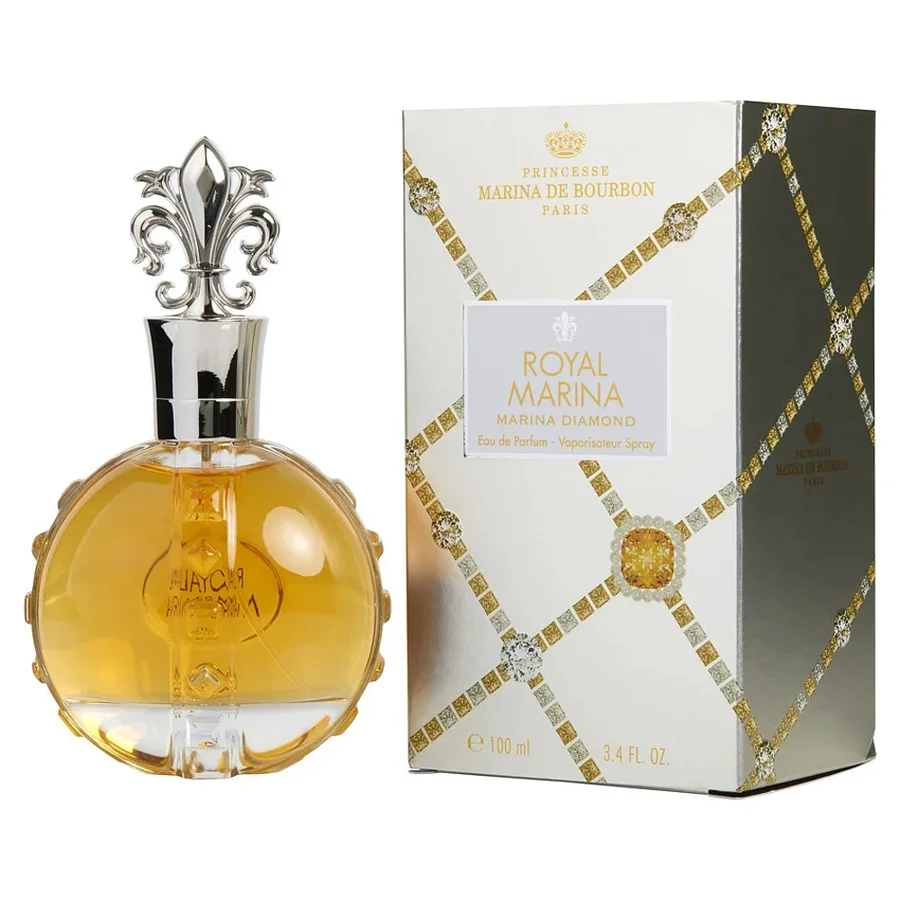 PRINCESSE
MARINA DE BOURBON
PARIS
ROYAL
MARINA
MARINA DIAMOND
Eau de Parfum - Vaporisateur Spray
℮ 100 ml 3.4 FL. OZ.
PRINCESSE
MARINA DE BOURBON
PARIS
ROYAL